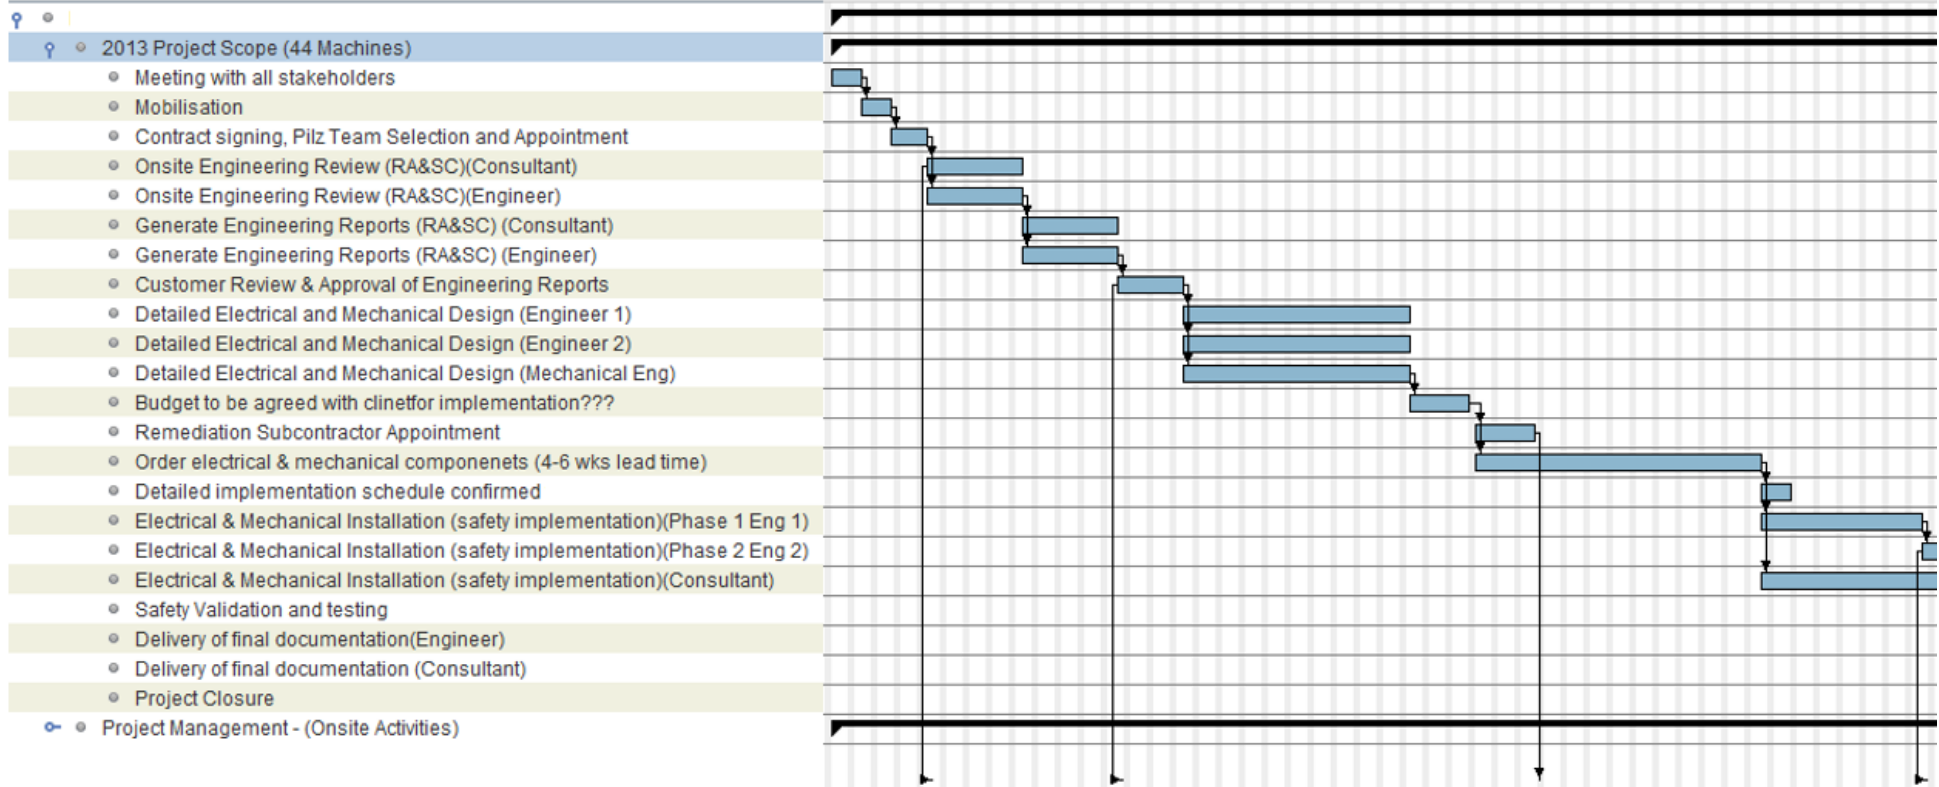 2013 Project Scope (44 Machines)
Meeting with all stakeholders
Mobilisation
Contract signing, Pilz Team Selection and Appointment
Onsite Engineering Review (RA&SC)(Consultant)
Onsite Engineering Review (RA&SC)(Engineer)
Generate Engineering Reports (RA&SC) (Consultant)
Generate Engineering Reports (RA&SC) (Engineer)
Customer Review & Approval of Engineering Reports
Detailed Electrical and Mechanical Design (Engineer 1)
Detailed Electrical and Mechanical Design (Engineer 2)
Detailed Electrical and Mechanical Design (Mechanical Eng)
Budget to be agreed with clinetfor implementation???
Remediation Subcontractor Appointment
Order electrical & mechanical componenets (4-6 wks lead time)
Detailed implementation schedule confirmed
Electrical & Mechanical Installation (safety implementation)(Phase 1 Eng 1)
Electrical & Mechanical Installation (safety implementation)(Phase 2 Eng 2)
Electrical & Mechanical Installation (safety implementation)(Consultant)
Safety Validation and testing
Delivery of final documentation(Engineer)
Delivery of final documentation (Consultant)
Project Closure
Project Management - (Onsite Activities)